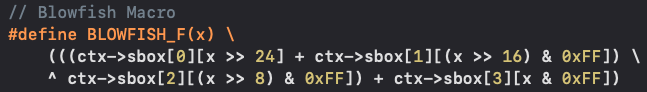 // Blowfish Macro
#define BLOWFISH_F(x) \
(((ctx->sbox[0][x >> 24] + ctx->sbox[1][(x >> 16) & 0xFF]) \
^ ctx->sbox[2][(x >> 8) & 0xFF]) + ctx->sbox[3][x & 0xFF])